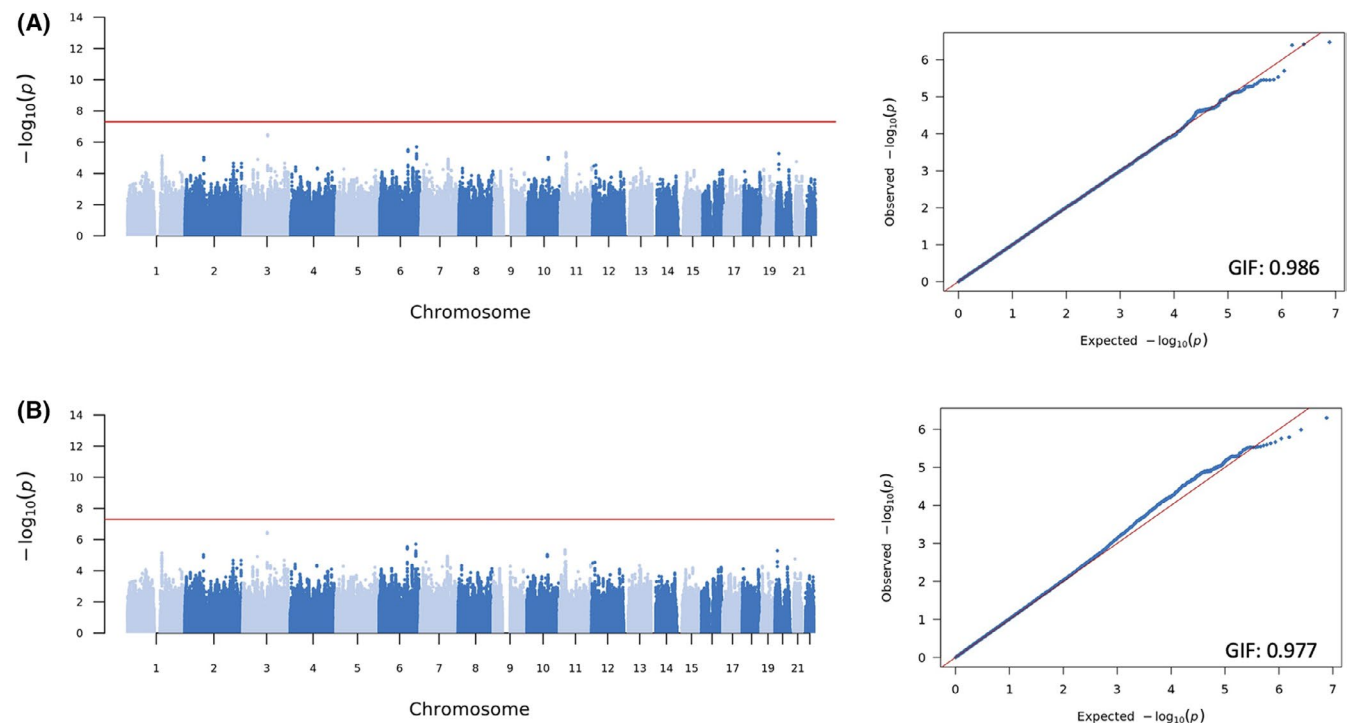 (A)
14
12
10
8
6
4
2
0
− log₁₀(p)
1 2 3 4 5 6 7 8 9 10 11 12 13 14 15 17 19 21
Chromosome
6
5
4
3
2
1
0
Observed − log₁₀(p)
GIF: 0.986
0 1 2 3 4 5 6 7
Expected − log₁₀(p)
(B)
14
12
10
8
6
4
2
0
− log₁₀(p)
1 2 3 4 5 6 7 8 9 10 11 12 13 14 15 17 19 21
Chromosome
6
5
4
3
2
1
0
Observed − log₁₀(p)
GIF: 0.977
0 1 2 3 4 5 6 7
Expected − log₁₀(p)